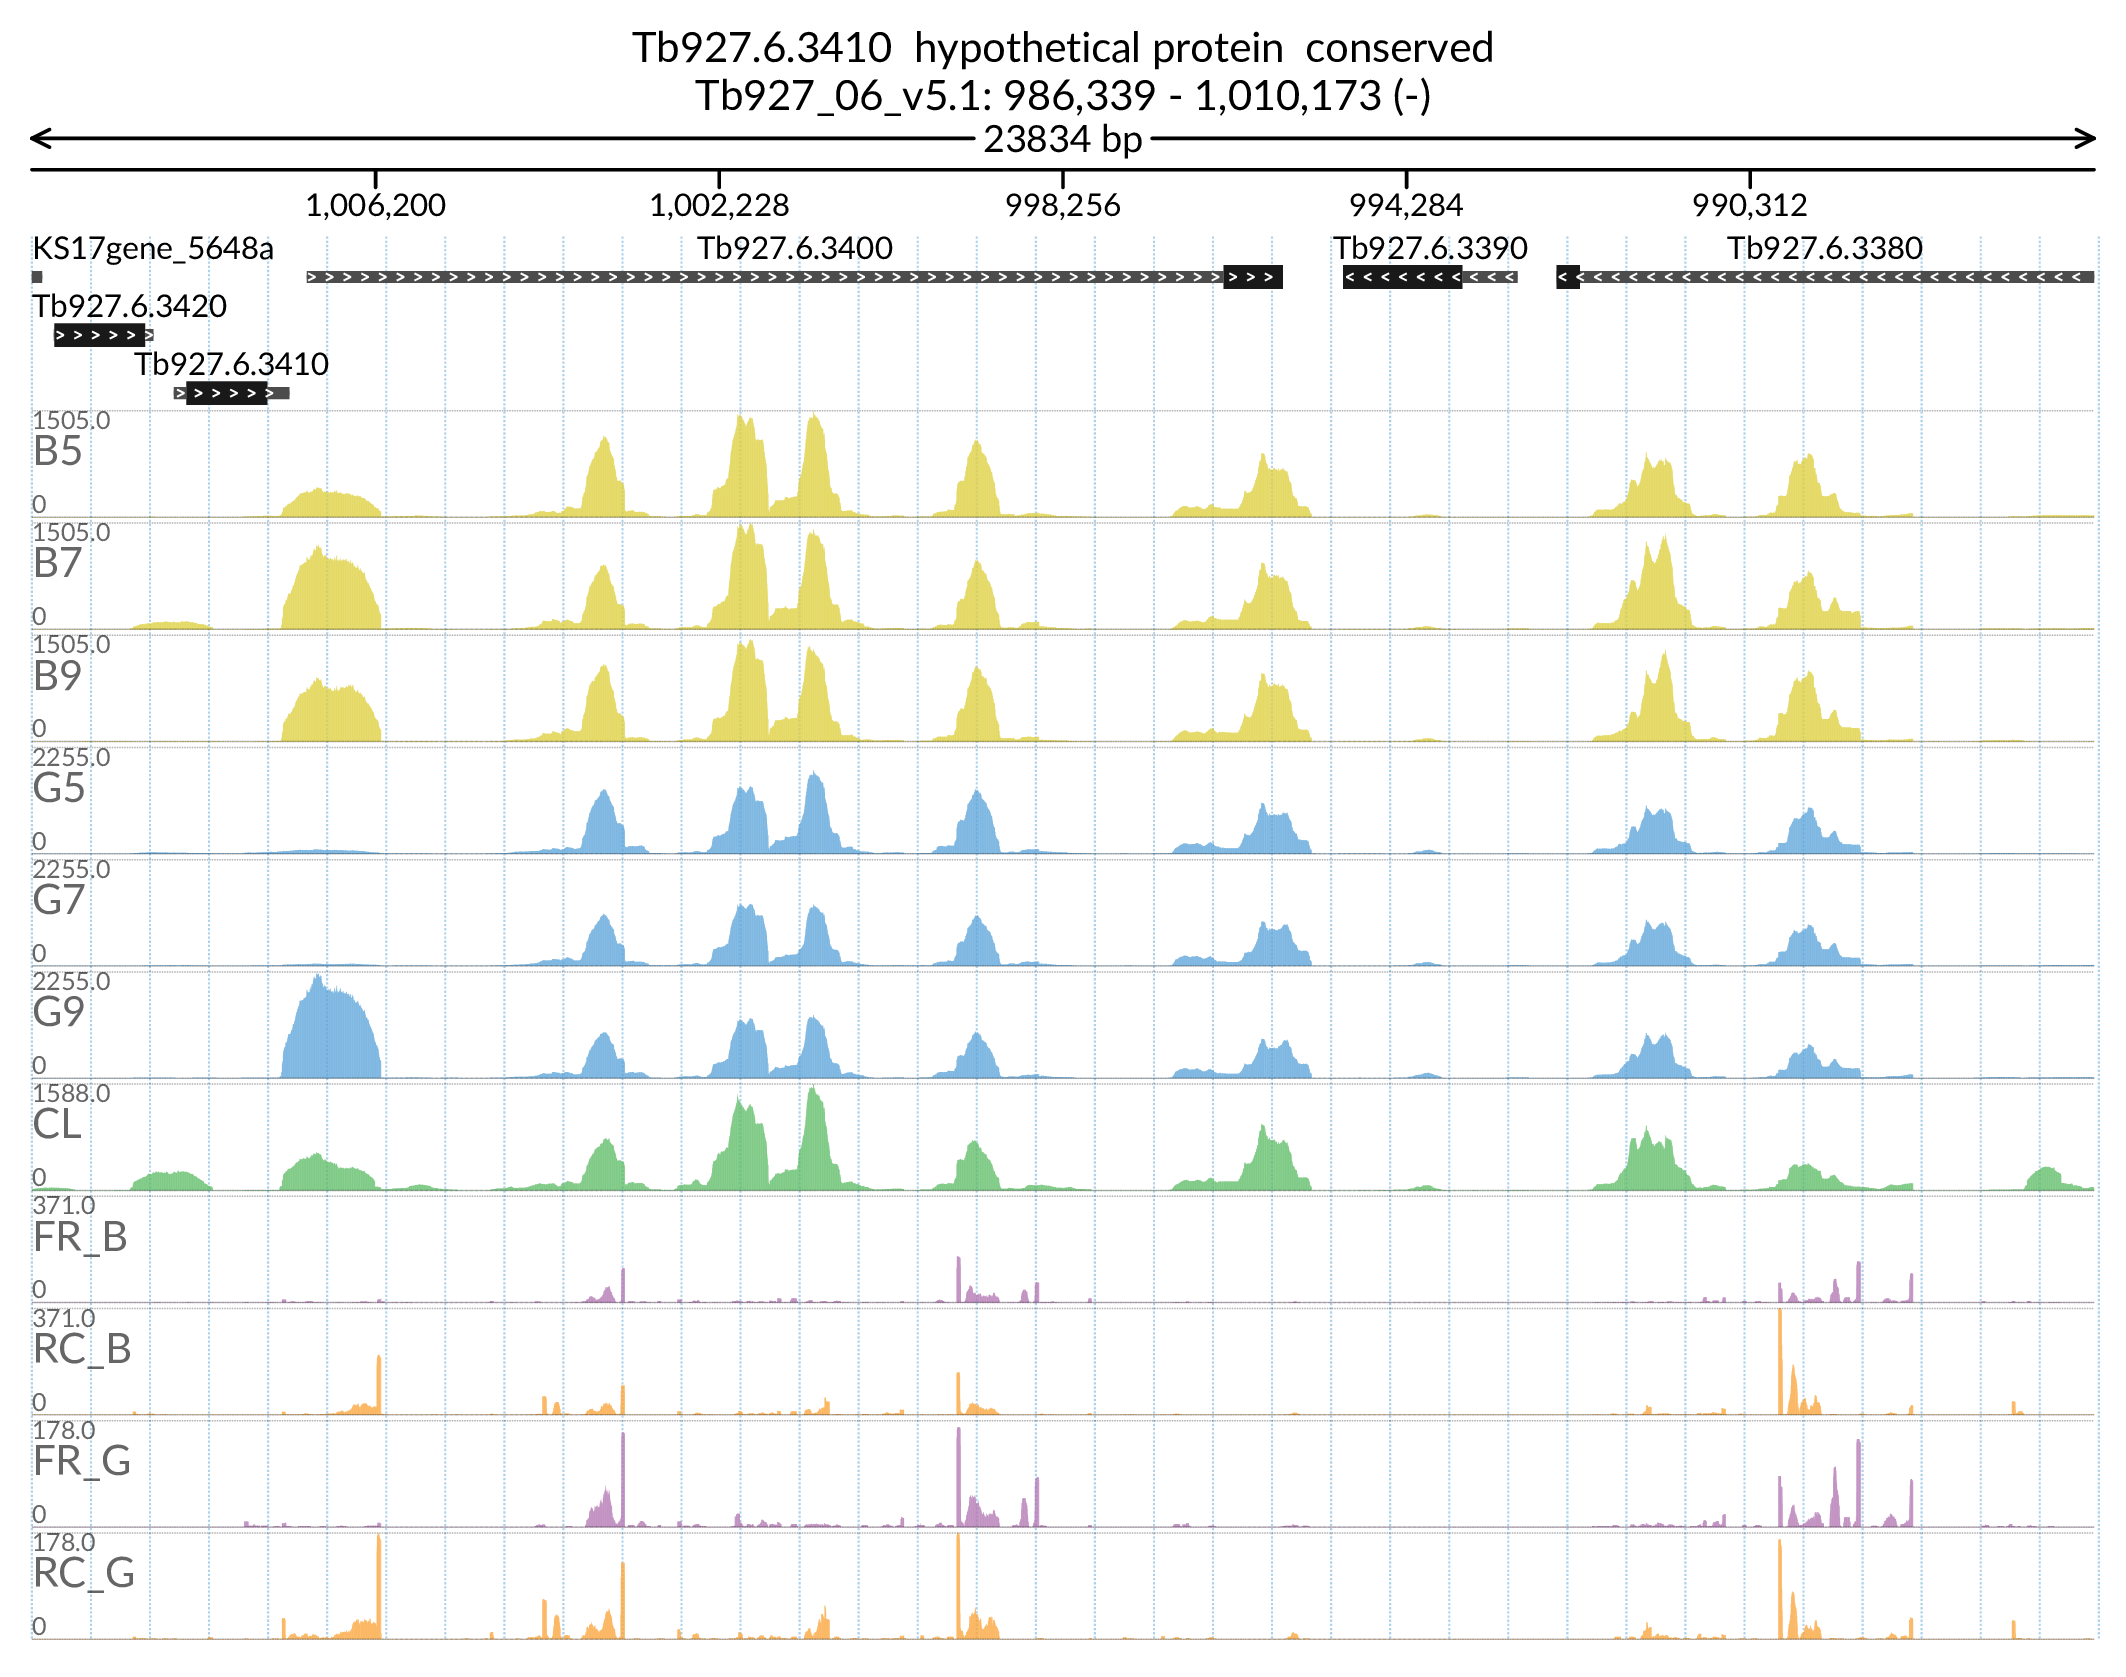 Tb927.6.3410  hypothetical protein  conserved
Tb927_06_v5.1: 986,339 - 1,010,173 (-)
23834 bp
1,006,200 1,002,228 998,256 994,284 990,312
KS17gene_5648a Tb927.6.3400 Tb927.6.3390 Tb927.6.3380
Tb927.6.3420
Tb927.6.3410
1505.0
B5
0
1505.0
B7
0
1505.0
B9
0
2255.0
G5
0
2255.0
G7
0
2255.0
G9
0
1588.0
CL
0
371.0
FR_B
0
371.0
RC_B
0
178.0
FR_G
0
178.0
RC_G
0